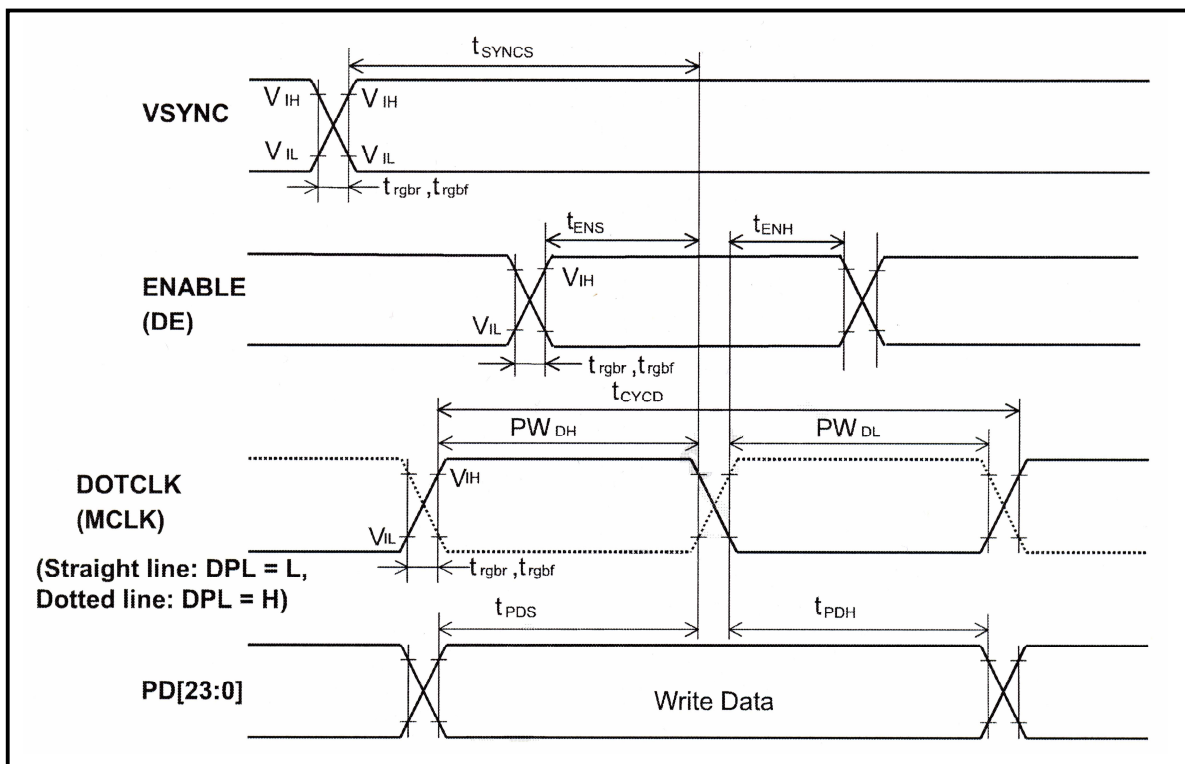 tSYNCS
VSYNC
VIH
VIH
VIL
VIL
trgbr ,trgbf
tENS
tENH
ENABLE
(DE)
VIH
VIL
trgbr ,trgbf
tCYCD
PWDH
PWDL
DOTCLK
(MCLK)
VIH
VIL
(Straight line: DPL = L,
Dotted line: DPL = H)
trgbr ,trgbf
tPDS
tPDH
PD[23:0]
Write Data